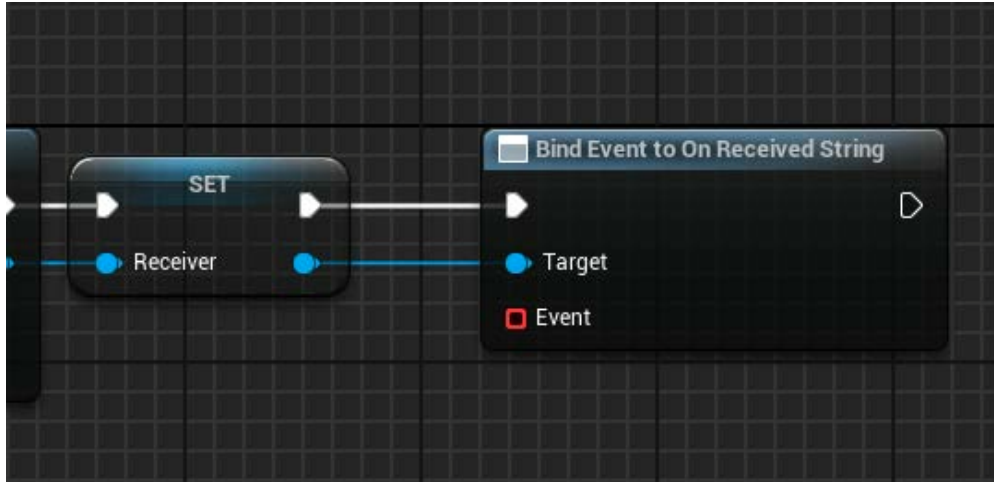 Bind Event to On Received String
SET
Receiver
Target
Event